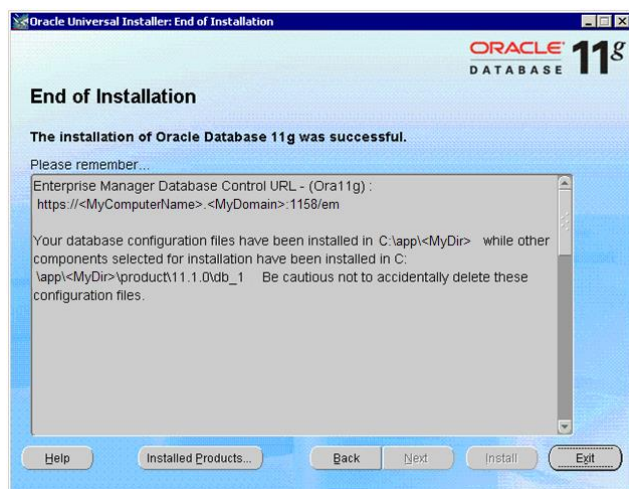 Oracle Universal Installer: End of Installation
ORACLE 11g
DATABASE
End of Installation
The installation of Oracle Database 11g was successful.
Please remember...
Enterprise Manager Database Control URL - (Ora11g) :
https://<MyComputerName>.<MyDomain>:1158/em
Your database configuration files have been installed in C:\app\<MyDir> while other
components selected for installation have been installed in C:
\app\<MyDir>\product\11.1.0\db_1 Be cautious not to accidentally delete these
configuration files.
Help Installed Products... Back Next Install Exit